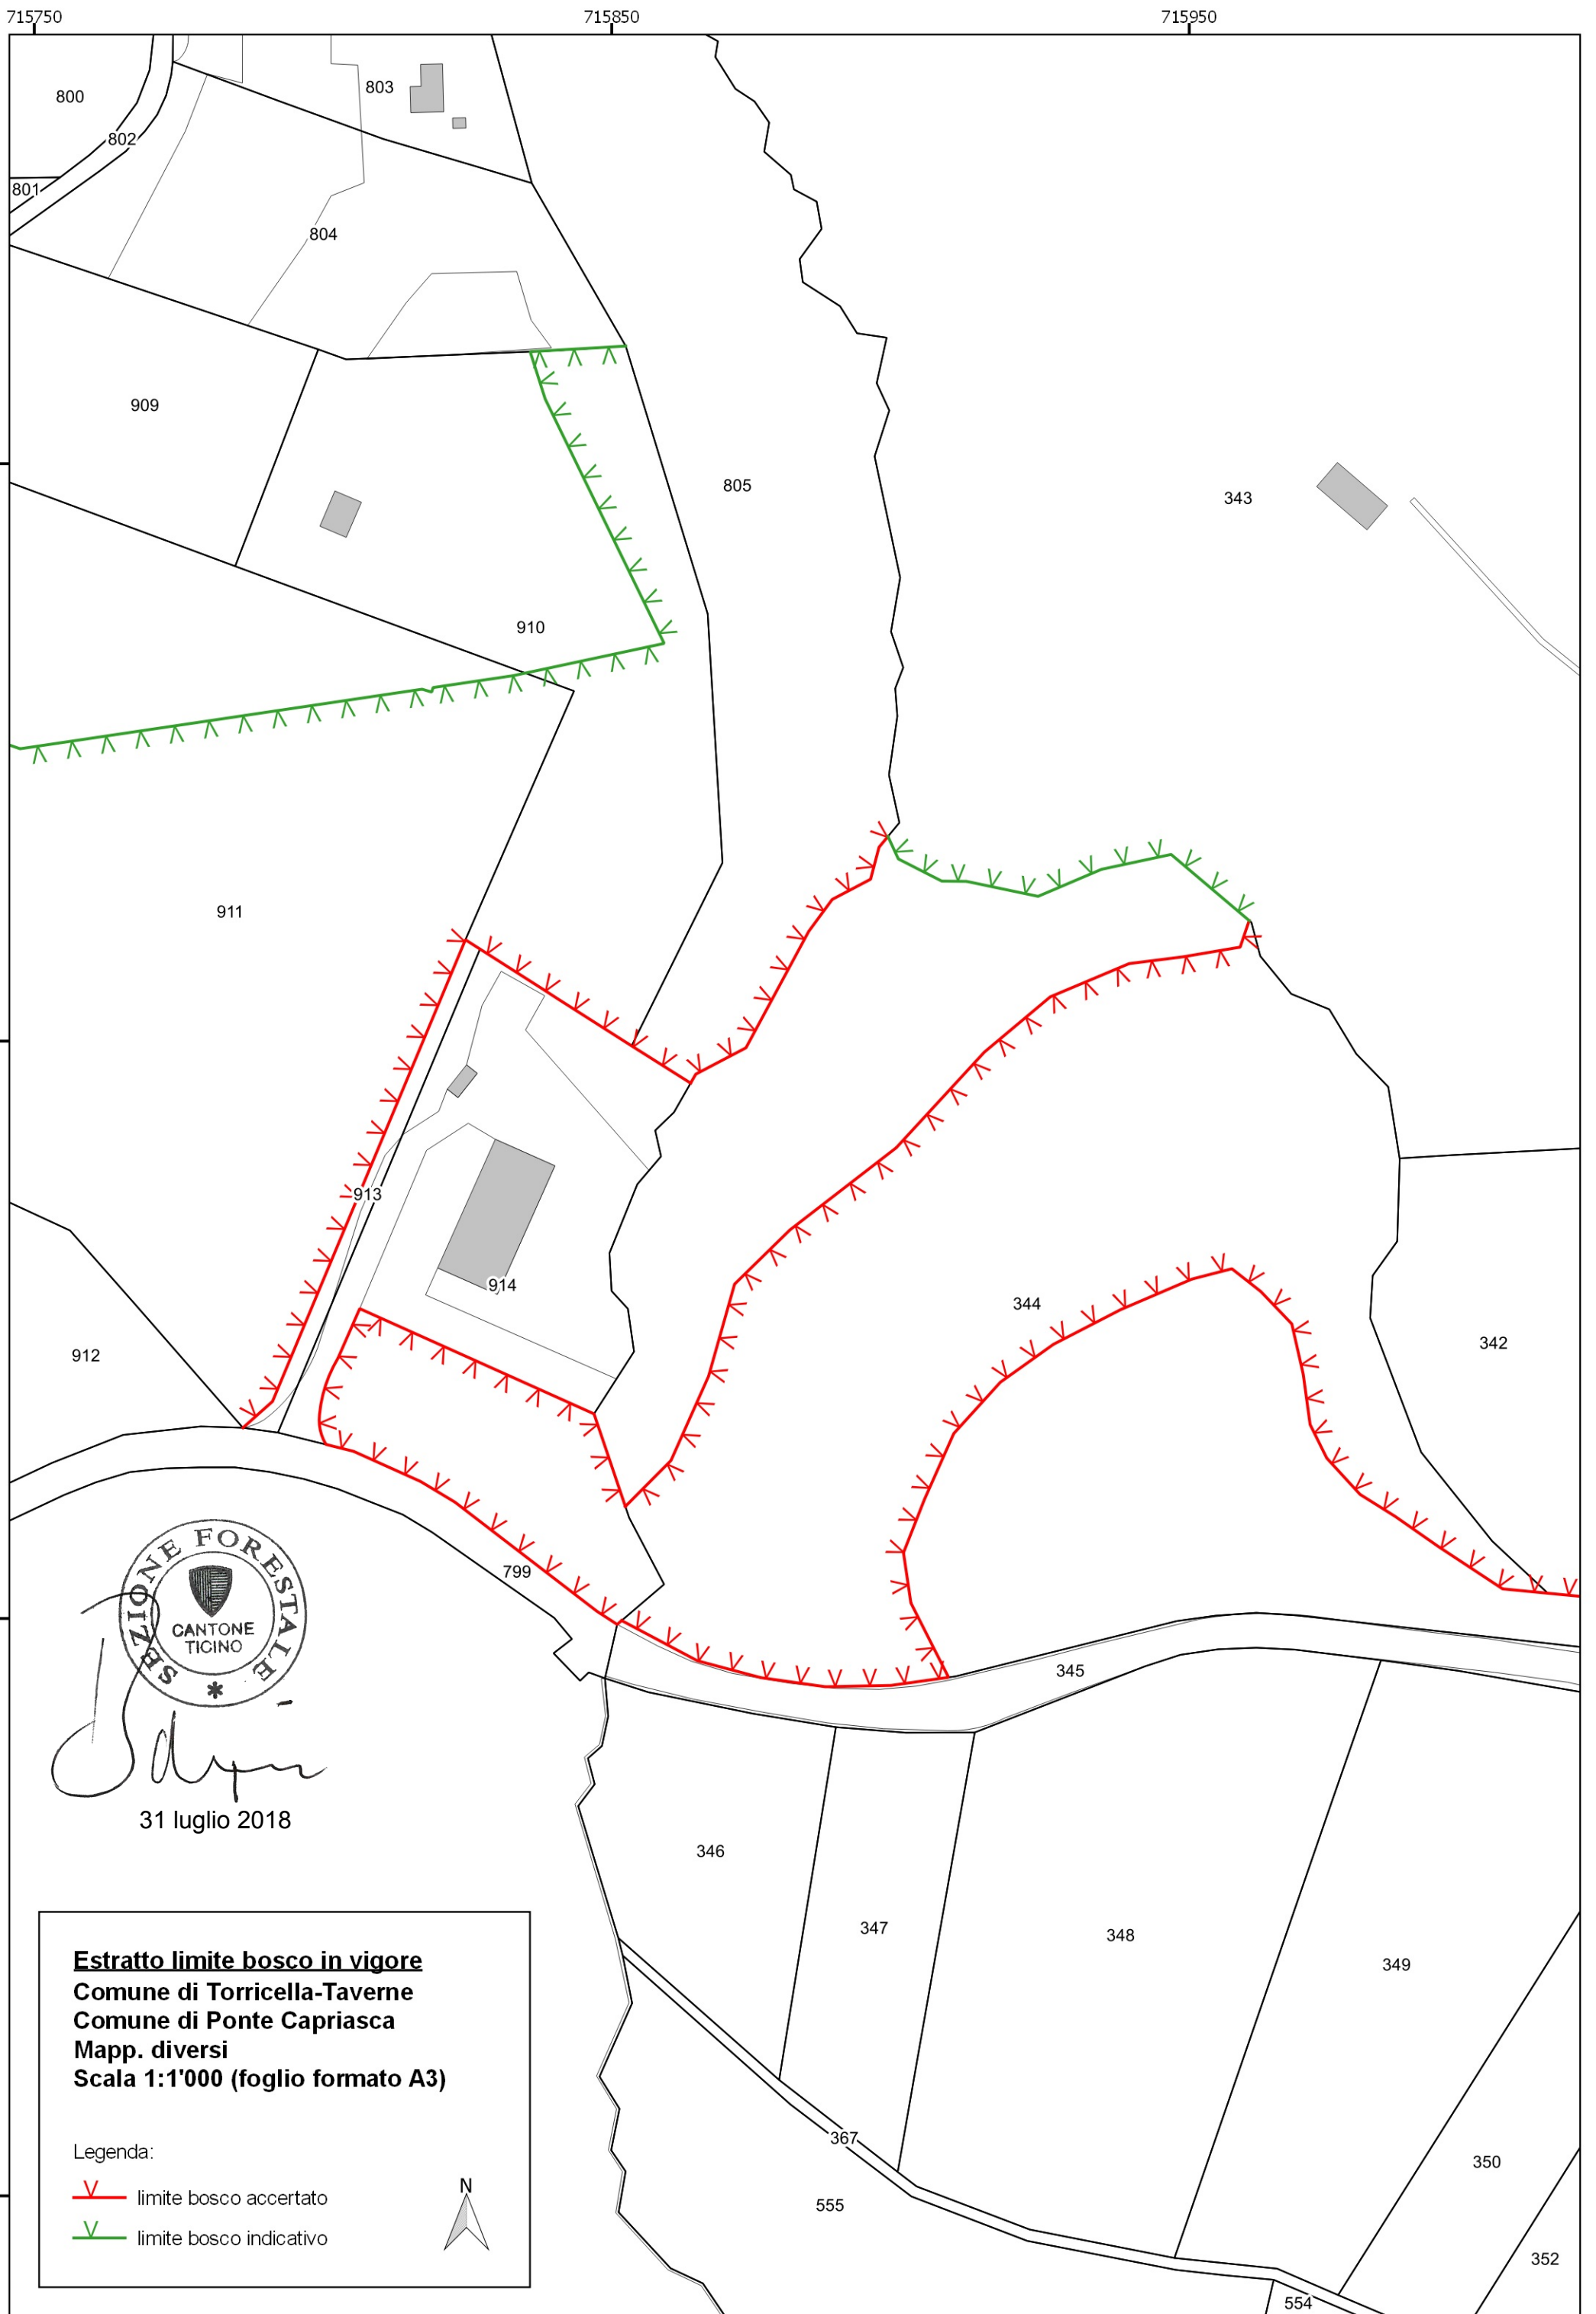 715750
715850
715950
800
802
803
801
804
909
805
343
910
911
913
914
344
342
912
799
SEZIONE FORESTALE
CANTONE
TICINO
345
31 luglio 2018
346
347
348
349
Estratto limite bosco in vigore
Comune di Torricella-Taverne
Comune di Ponte Capriasca
Mapp. diversi
Scala 1:1'000 (foglio formato A3)
Legenda:
limite bosco accertato
limite bosco indicativo
N
367
350
555
352
554